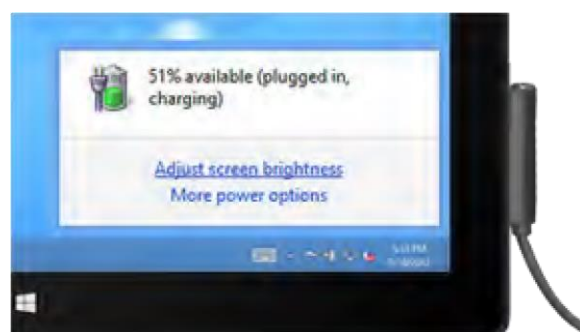 51% available (plugged in,
charging)
Adjust screen brightness
More power options